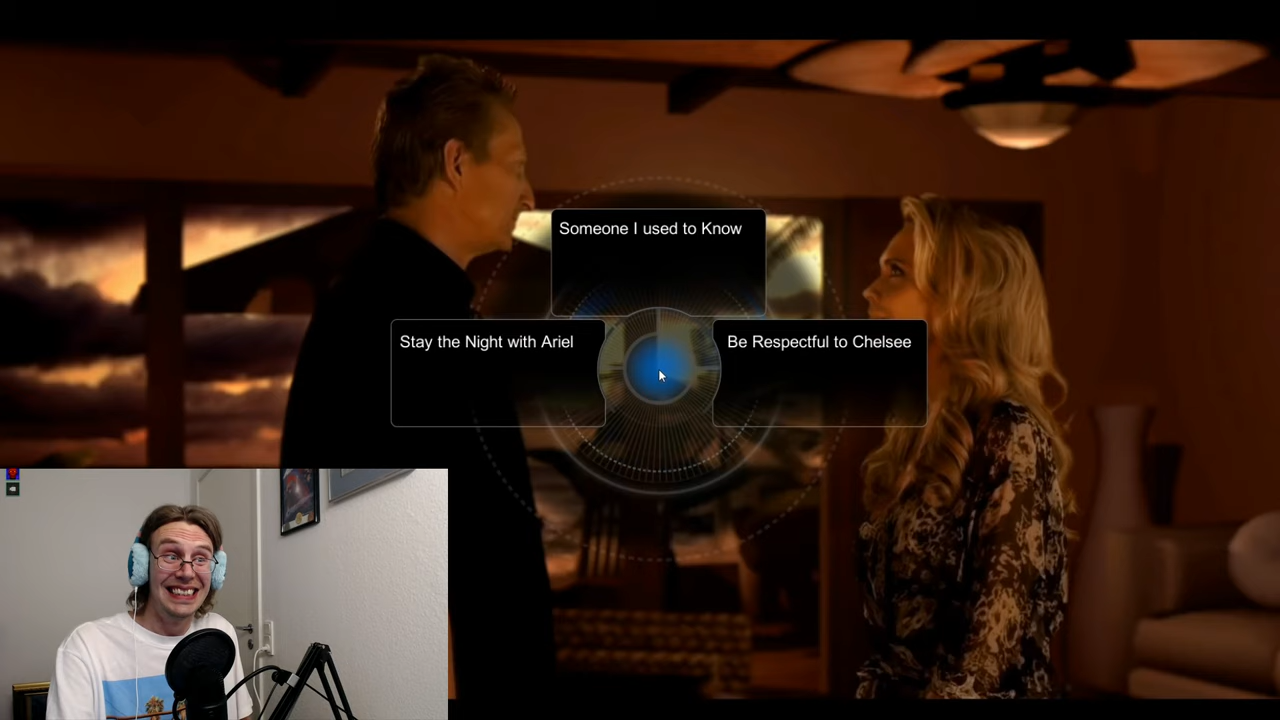 Someone I used to Know
Stay the Night with Ariel
Be Respectful to Chelsee